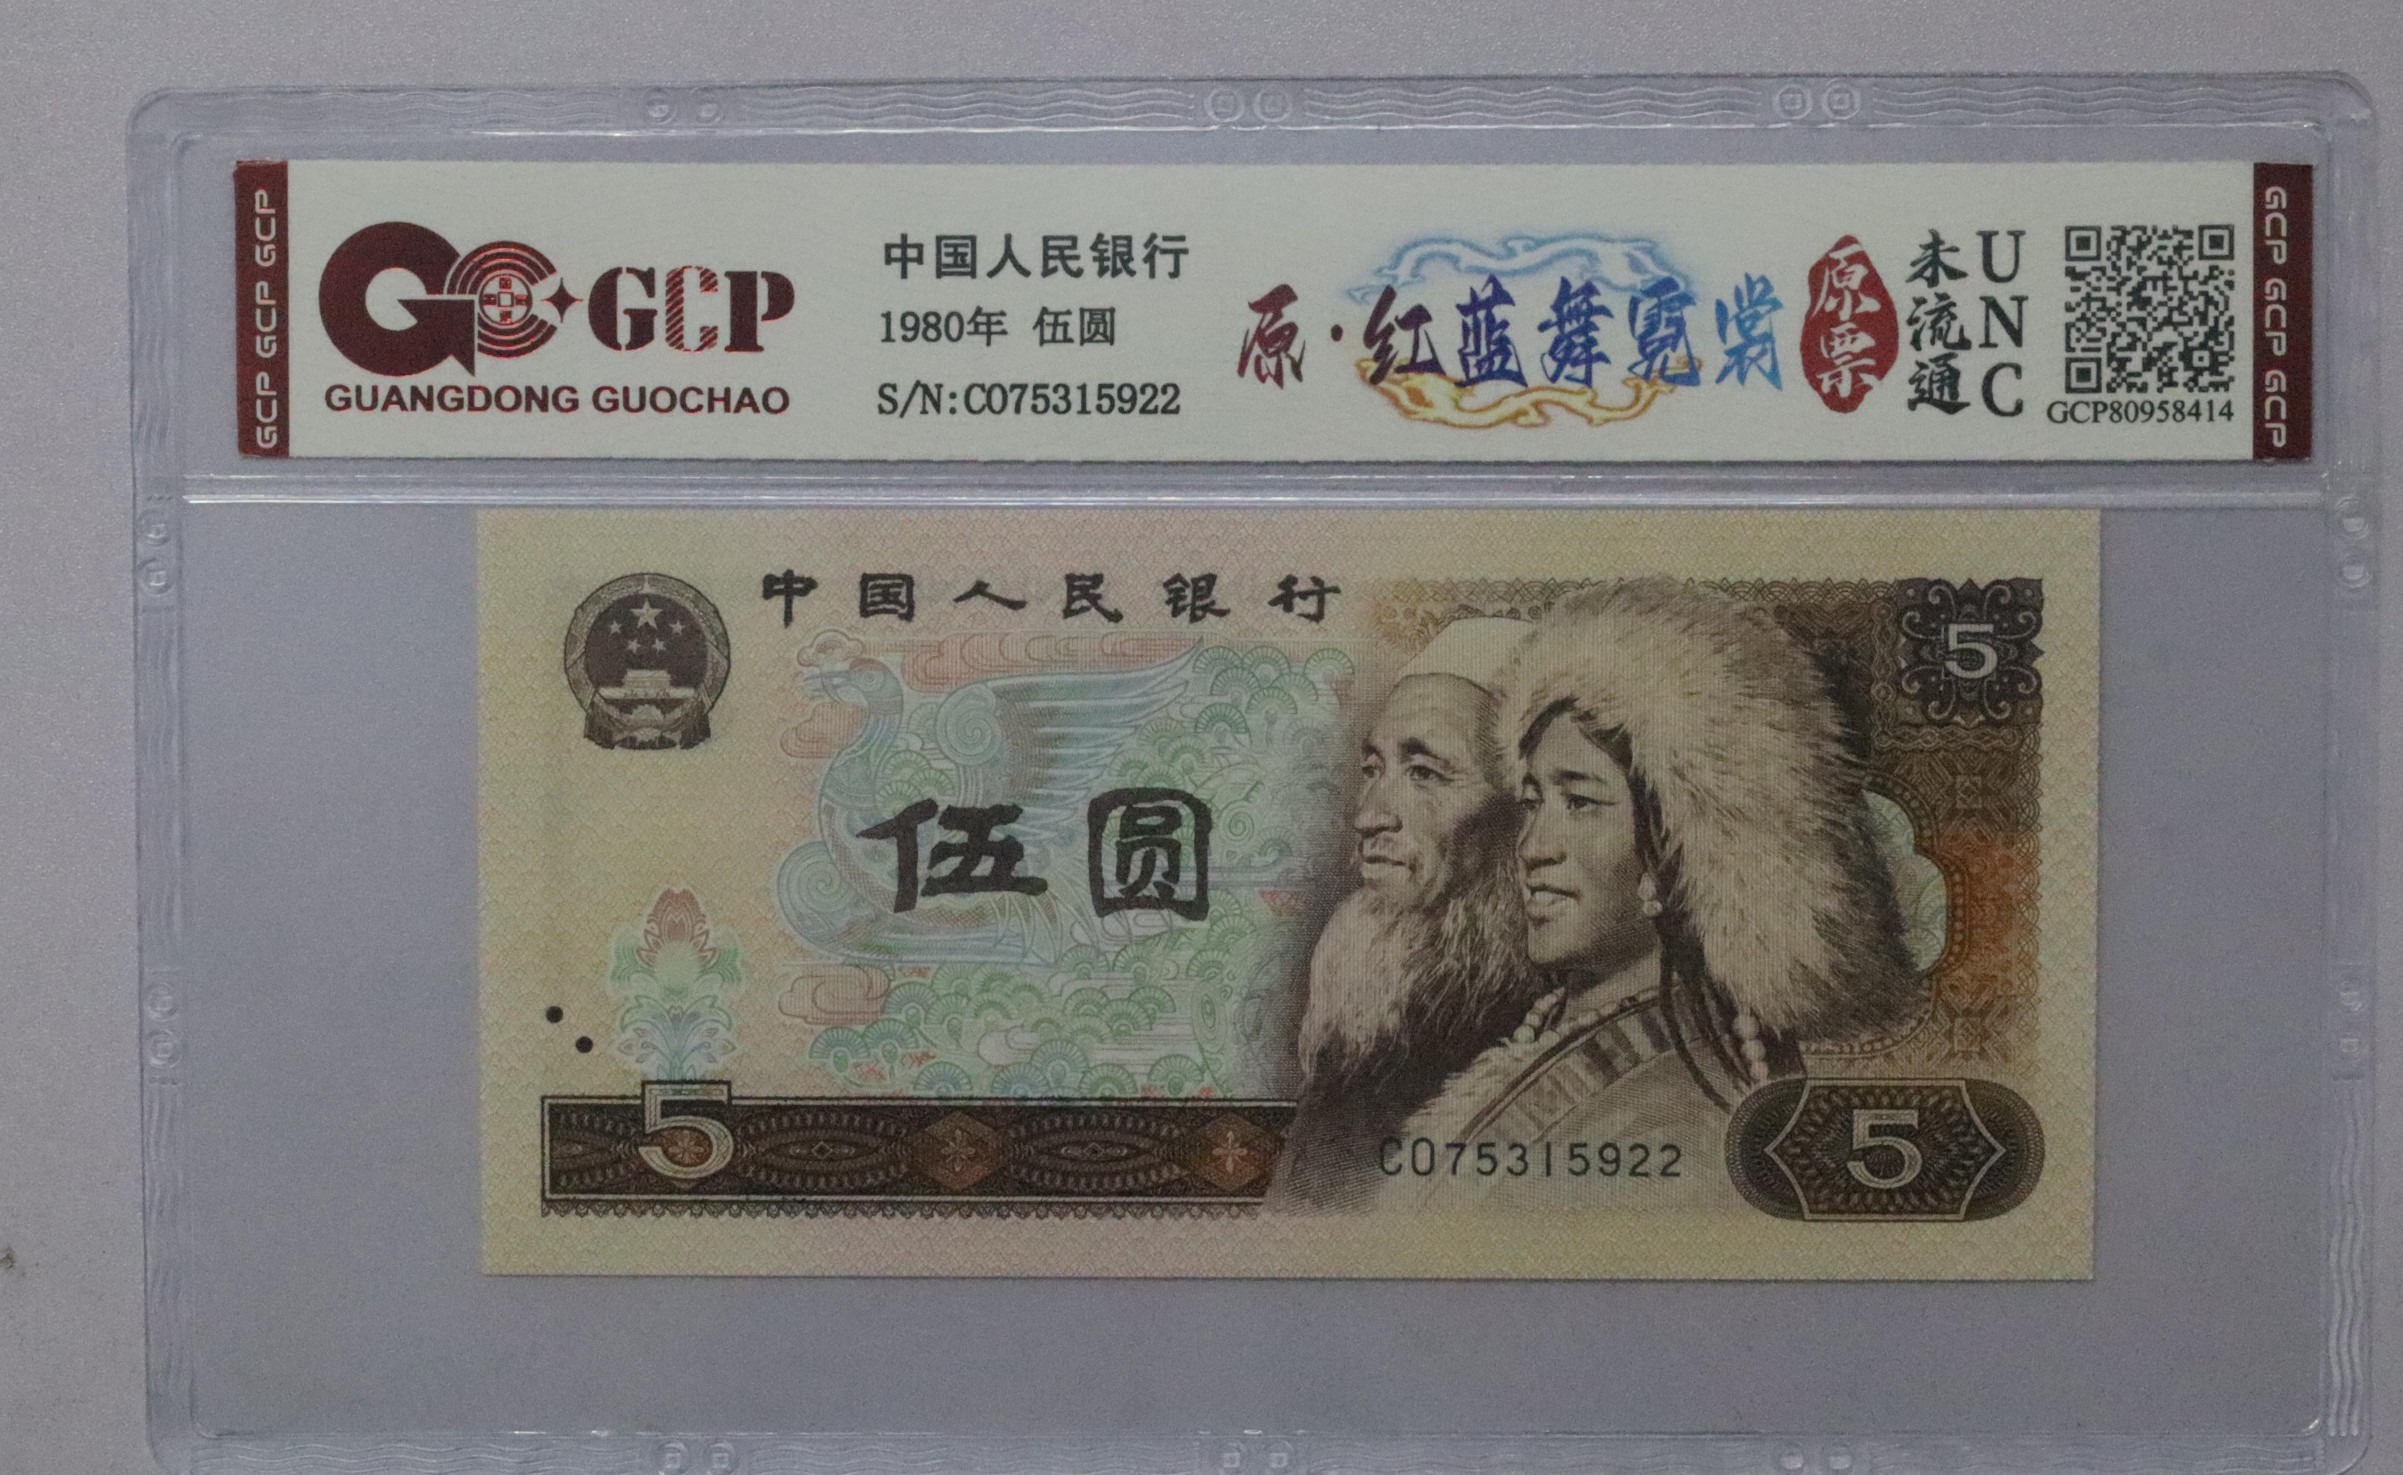 GCP GCP GCP
GCP
GUANGDONG GUOCHAO
中国人民银行
1980年 伍圆
S/N:CO75315922
原·红蓝舞霓裳
原票
未流通
UNC
GCP80958414
GCP GCP GCP
中国人民银行
5
伍圆
5
CO75315922
5